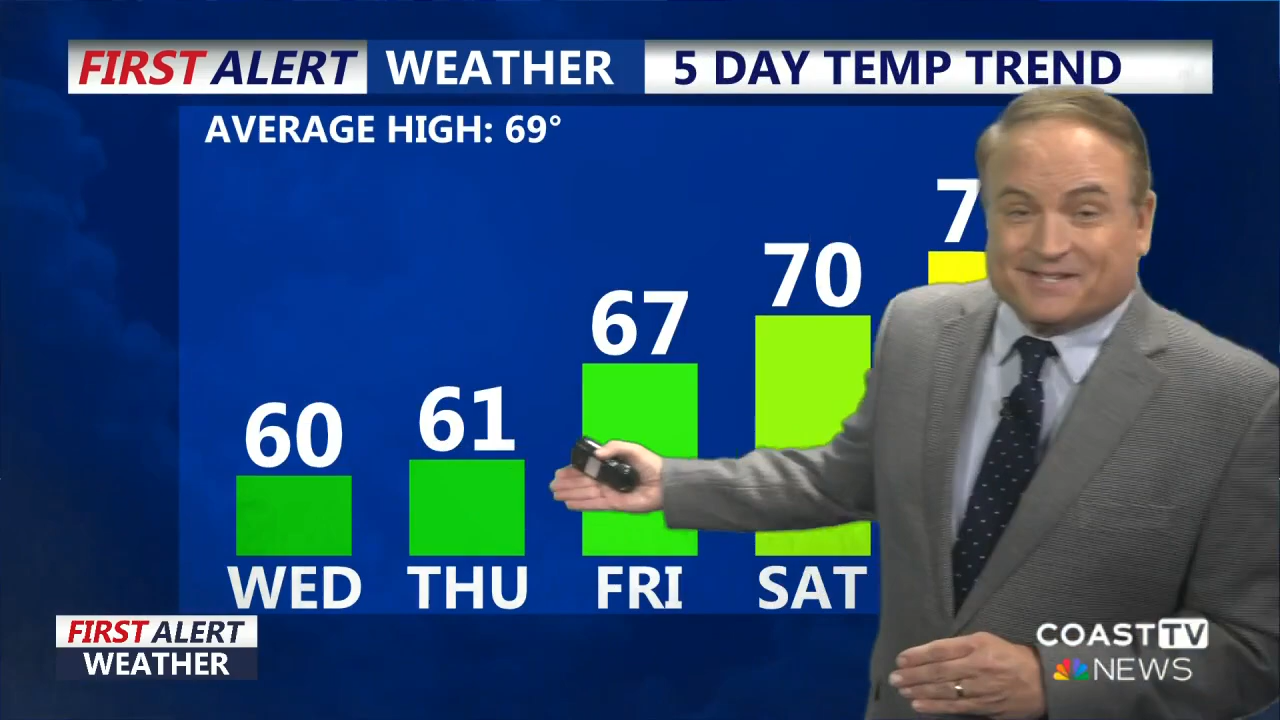 FIRST ALERT WEATHER 5 DAY TEMP TREND
AVERAGE HIGH: 69°
60 61 67 70
WED THU FRI SAT
FIRST ALERT
WEATHER
COAST TV
NEWS